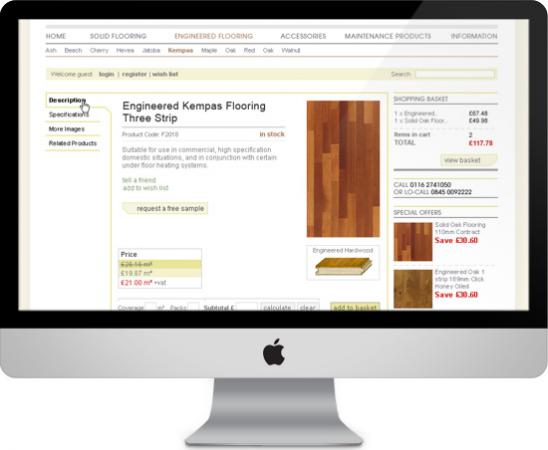 HOME SOLID FLOORING ENGINEERED FLOORING ACCESSORIES MAINTENANCE PRODUCTS INFORMATION
Ash Beech Cherry Hevea Jatoba Kempas Maple Oak Red Oak Walnut
Welcome guest login | register | wish list Search
Description
Specifications
More Images
Related Products
Engineered Kempas Flooring
Three Strip
Product Code: F2018 in stock
Suitable for use in commercial, high specification
domestic situations, and in conjunction with certain
under floor heating systems.
tell a friend
add to wish list
request a free sample
Engineered Hardwood
Price
£26.16 m²
£19.87 m²
£21.00 m² +vat
Coverage m² Packs Subtotal £ calculate clear add to basket
SHOPPING BASKET
1 x Engineered.. £67.48
1 x Solid Oak Floor.. £49.98
Items in cart 2
TOTAL £117.78
view basket
CALL 0116 2741050
OR LO-CALL 0845 0092222
SPECIAL OFFERS
Solid Oak Flooring
110mm Contract
Save £30.60
Engineered Oak 1
strip 189mm Click
Honey Oiled
Save £30.60